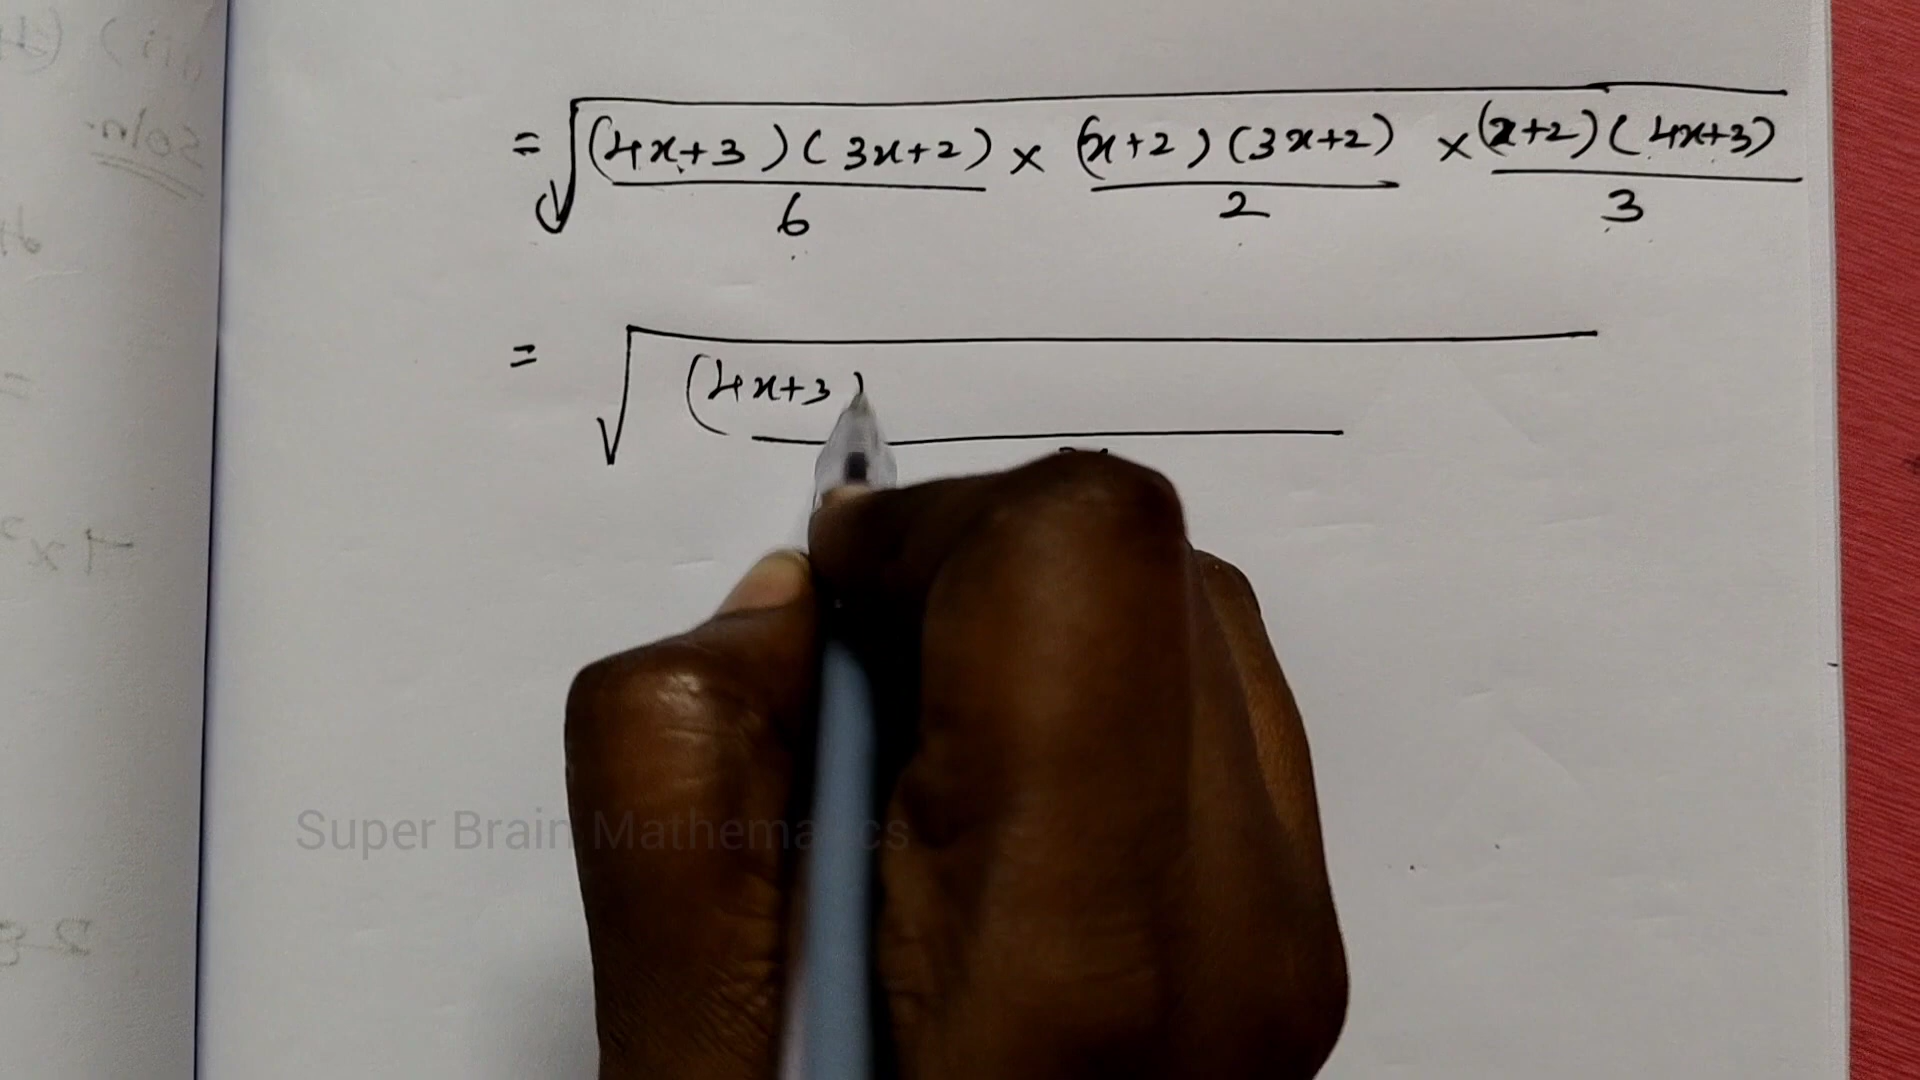 = √(4x+3)(3x+2)/6 × (x+2)(3x+2)/2 × (x+2)(4x+3)/3
= √(4x+3)
Super Brain Mathematics